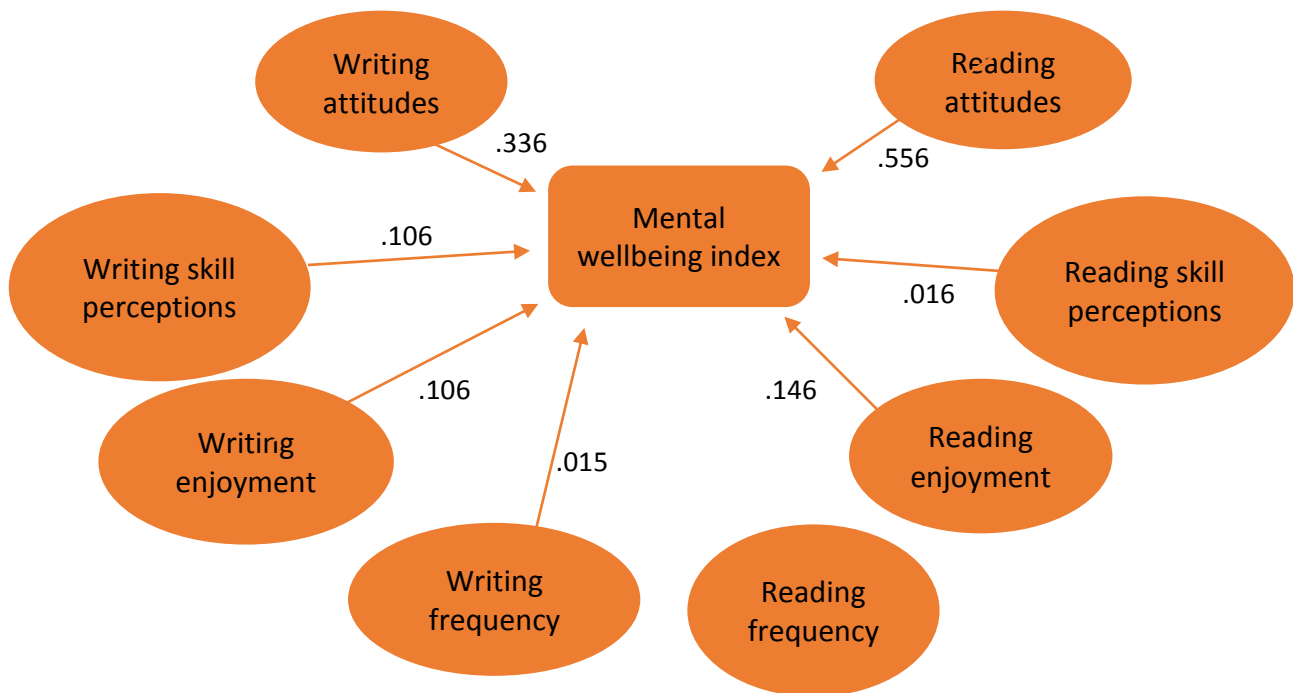 Writing
attitudes
Reading
attitudes
.336
.556
Mental
wellbeing index
.106
Writing skill
perceptions
Reading skill
perceptions
.016
.106
.146
Writing
enjoyment
Reading
enjoyment
.015
Writing
frequency
Reading
frequency